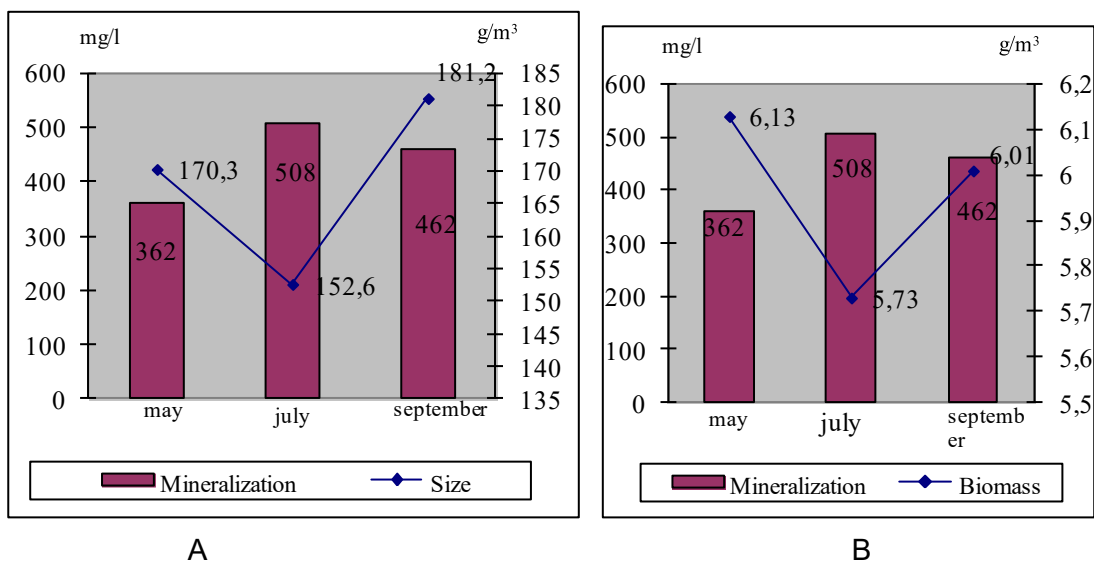 mg/l
g/m³
600
500
400
300
200
100
0
185
180
175
170
165
160
155
150
145
140
135
170,3
152,6
181,2
362
508
462
may
july
september
Mineralization
Size
A
mg/l
g/m³
600
500
400
300
200
100
0
6,2
6,1
6
5,9
5,8
5,7
5,6
5,5
6,13
5,73
6,01
362
508
462
may
july
septemb
er
Mineralization
Biomass
B